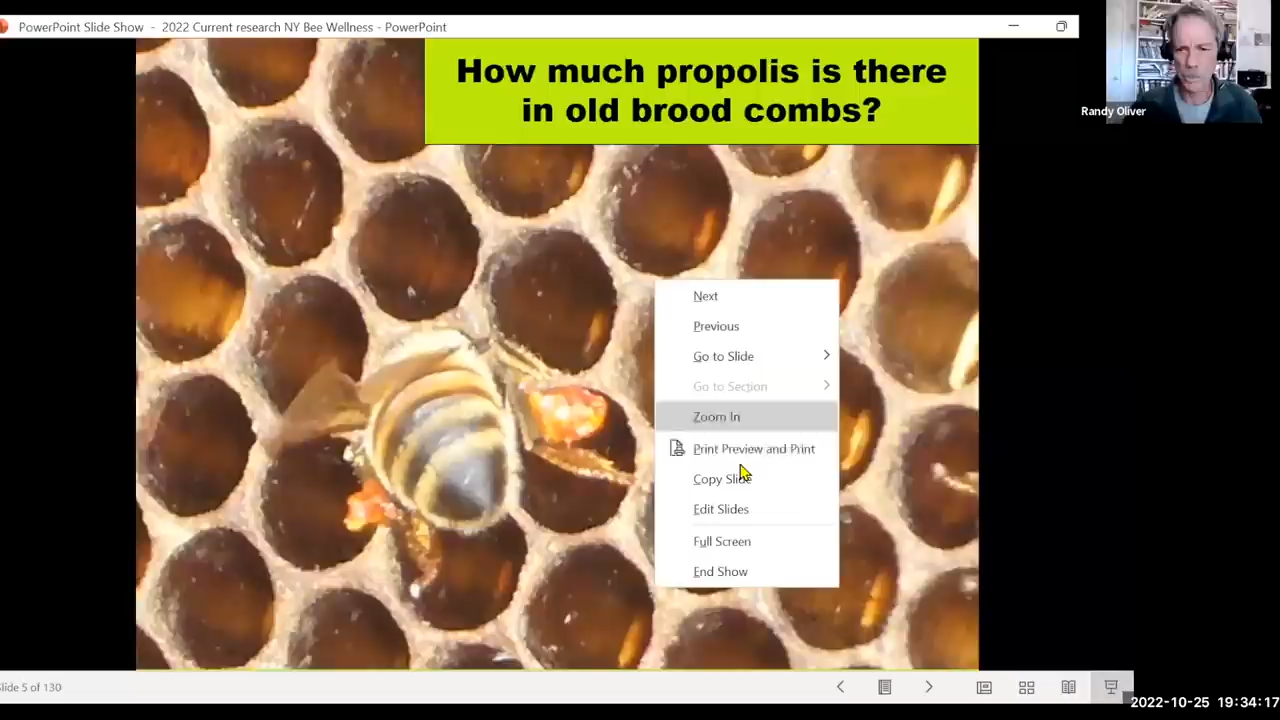 PowerPoint Slide Show - 2022 Current research NY Bee Wellness - PowerPoint
How much propolis is there
in old brood combs?
Randy Oliver
Next
Previous
Go to Slide
Go to Section
Zoom In
Print Preview and Print
Copy Slide
Edit Slides
Full Screen
End Show
Slide 5 of 130
2022-10-25 19:34:17